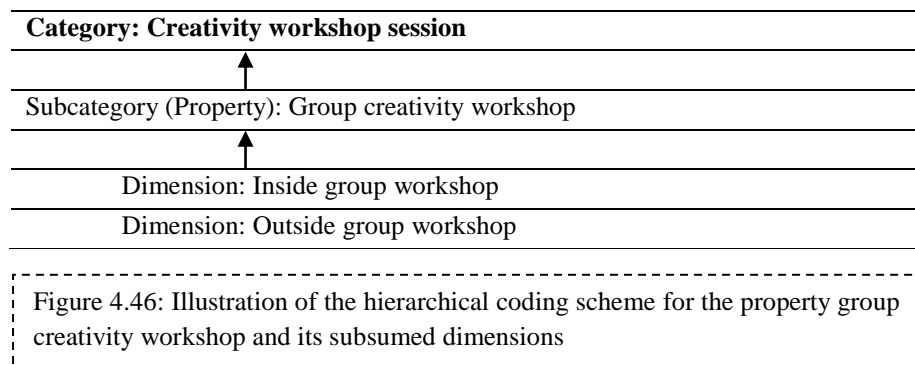 Category: Creativity workshop session
Subcategory (Property): Group creativity workshop
Dimension: Inside group workshop
Dimension: Outside group workshop
Figure 4.46: Illustration of the hierarchical coding scheme for the property group
creativity workshop and its subsumed dimensions